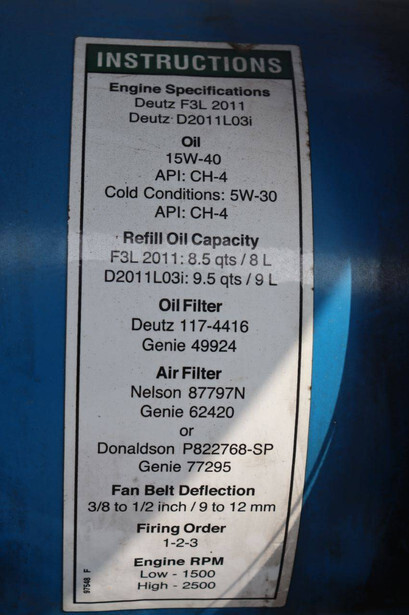 INSTRUCTIONS
Engine Specifications
Deutz F3L 2011
Deutz D2011L03i
Oil
15W-40
API: CH-4
Cold Conditions: 5W-30
API: CH-4
Refill Oil Capacity
F3L 2011: 8.5 qts / 8 L
D2011L03i: 9.5 qts / 9 L
Oil Filter
Deutz 117-4416
Genie 49924
Air Filter
Nelson 87797N
Genie 62420
or
Donaldson P822768-SP
Genie 77295
Fan Belt Deflection
3/8 to 1/2 inch / 9 to 12 mm
Firing Order
1-2-3
Engine RPM
Low - 1500
High - 2500
97548 F